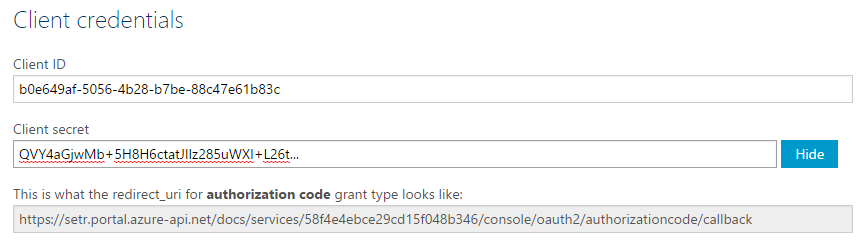 Client credentials
Client ID
b0e649af-5056-4b28-b7be-88c47e61b83c
Client secret
QVY4aGjwMb+5H8H6ctatJIIz285uWXI+L26t...
Hide
This is what the redirect_uri for authorization code grant type looks like:
https://setr.portal.azure-api.net/docs/services/58f4e4ebce29cd15f048b346/console/oauth2/authorizationcode/callback